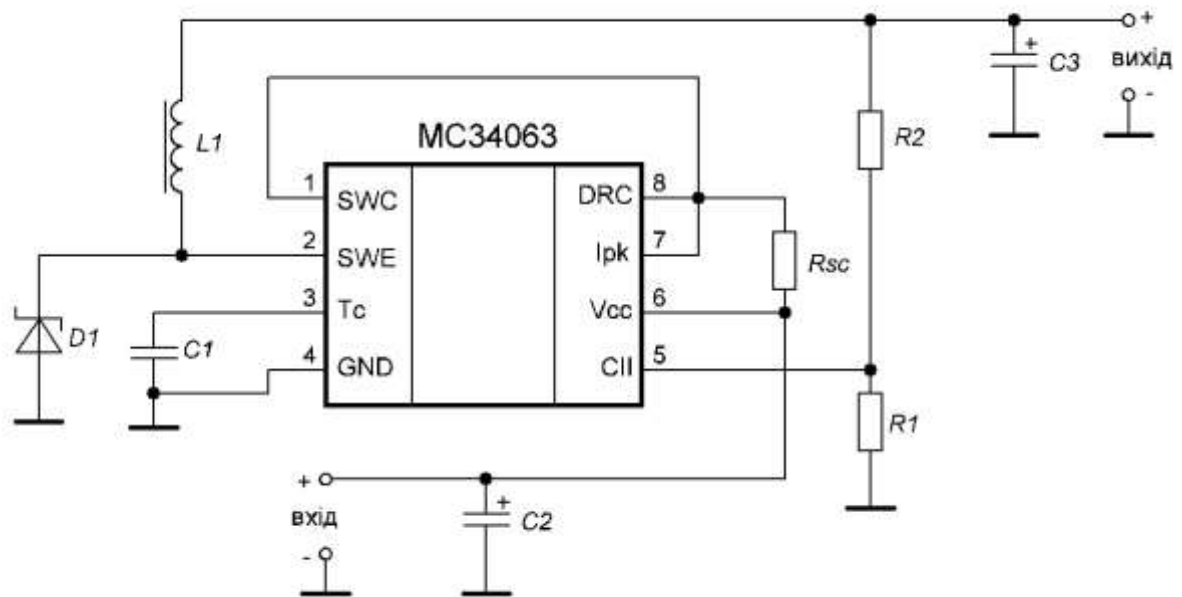 +
C3
+
вихід
-
MC34063
L1
R2
1
SWC
DRC
8
2
SWE
Ipk
7
Rsc
3
Tc
Vcc
6
D1
C1
4
GND
CII
5
R1
+
вхід
+
C2
-